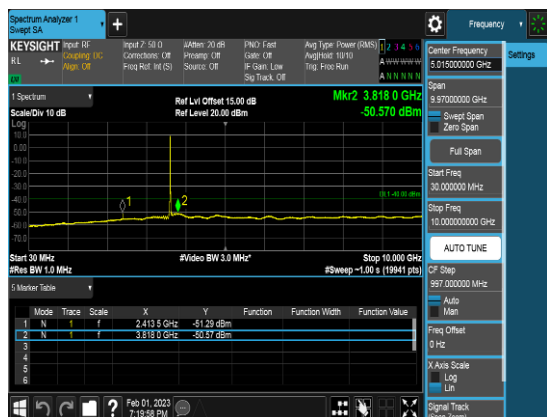 Spectrum Analyzer 1
Swept SA
Frequency
KEYSIGHT
RL
Input: RF
Coupling: DC
Align: Off
Input Z: 50 Ω
Corrections: Off
Freq Ref: Int (S)
#Atten: 20 dB
Preamp: Off
Source: Off
PNO: Fast
Gate: Off
IF Gain: Low
Sig Track: Off
Avg Type: Power (RMS)
Avg|Hold: 10/10
Trig: Free Run
1 2 3 4 5 6
A WW WW W
A N N N N N
1 Spectrum
Scale/Div 10 dB
Log
Ref Lvl Offset 15.00 dB
Ref Level 20.00 dBm
Mkr2 3.818 0 GHz
-50.570 dBm
10.0
0.00
-10.0
-20.0
-30.0
-40.0
-50.0
-60.0
-70.0
DL1 -40.00 dBm
1
2
Start 30 MHz
#Res BW 1.0 MHz
#Video BW 3.0 MHz*
Stop 10.000 GHz
#Sweep ~1.00 s (19941 pts)
5 Marker Table
Mode Trace Scale X Y Function Function Width Function Value
1 N 1 f 2.413 5 GHz -51.29 dBm
2 N 1 f 3.818 0 GHz -50.57 dBm
3
4
5
6
Feb 01, 2023
7:19:58 PM
Center Frequency
5.015000000 GHz
Settings
Span
9.97000000 GHz
Swept Span
Zero Span
Full Span
Start Freq
30.000000 MHz
Stop Freq
10.000000000 GHz
AUTO TUNE
CF Step
997.000000 MHz
Auto
Man
Freq Offset
0 Hz
X Axis Scale
Log
Lin
Signal Track
(Span Zoom)